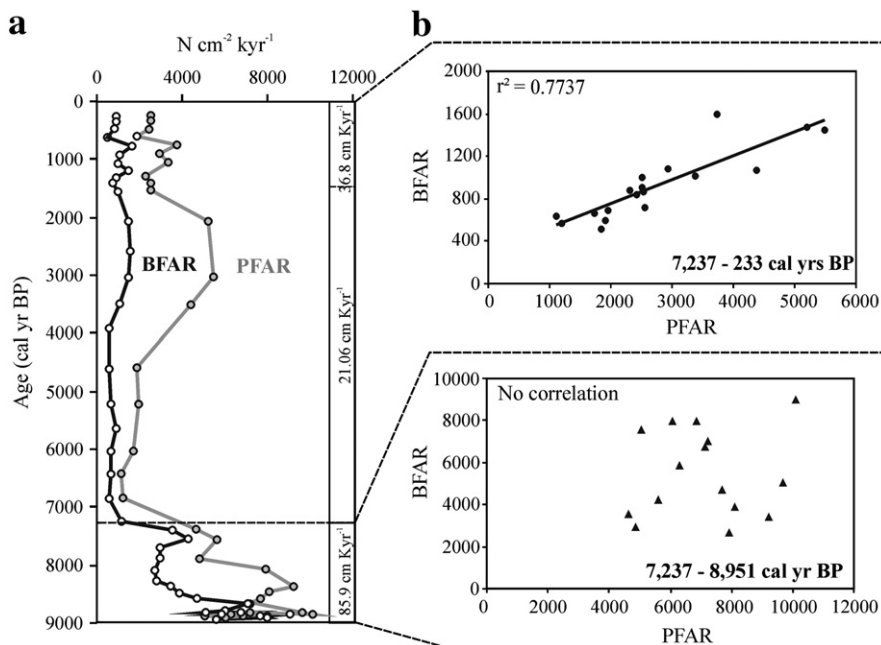 a
N cm⁻² kyr⁻¹
0 4000 8000 12000
Age (cal yr BP)
0
1000
2000
3000
4000
5000
6000
7000
8000
9000
BFAR PFAR
36.8 cm Kyr⁻¹
21.06 cm Kyr⁻¹
85.9 cm Kyr⁻¹
b
r² = 0.7737
BFAR
2000
1600
1200
800
400
0
7,237 - 233 cal yrs BP
0 1000 2000 3000 4000 5000 6000
PFAR
No correlation
BFAR
10000
8000
6000
4000
2000
0
7,237 - 8,951 cal yr BP
0 2000 4000 6000 8000 10000 12000
PFAR